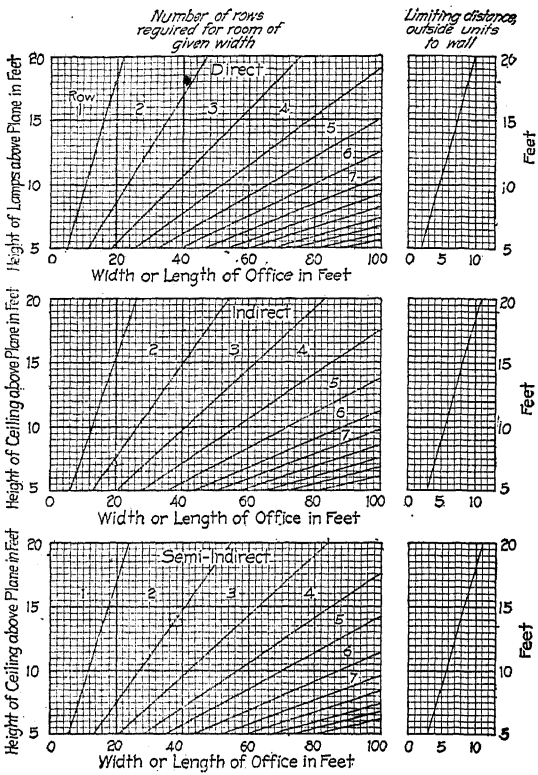 Number of rows
required for room of
given width
Limiting distance,
outside units
to wall
Height of Lamps above Plane in Feet
20
15
10
5
Direct
Row
1
2
3
4
5
6
7
0 20 40 60 80 100
Width or Length of Office in Feet
20
15
10
5
Feet
0 5 10
Height of Ceiling above Plane in Feet
20
15
10
5
Indirect
2
3
4
5
6
7
0 20 40 60 80 100
Width or Length of Office in Feet
20
15
10
5
Feet
0 5 10
Height of Ceiling above Plane in Feet
20
15
10
5
Semi-Indirect
1
2
3
4
5
6
7
0 20 40 60 80 100
Width or Length of Office in Feet
20
15
10
5
Feet
0 5 10